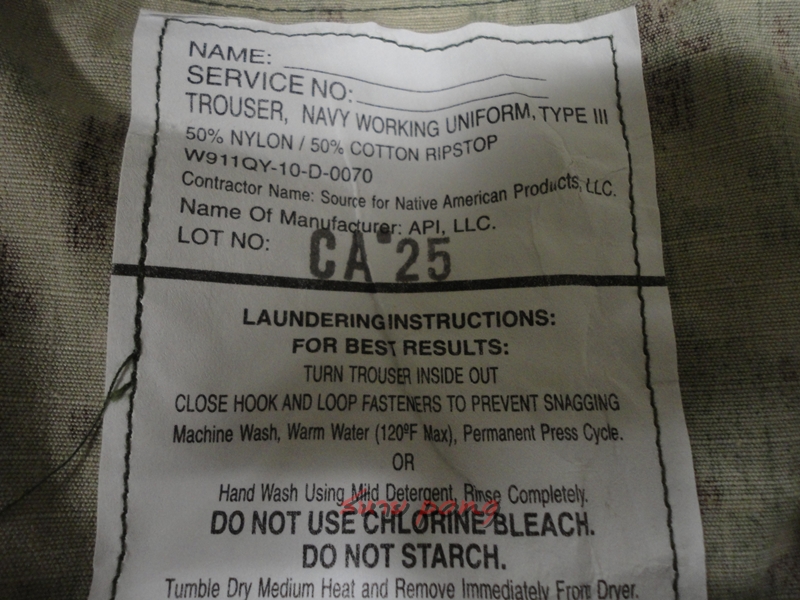 NAME:
SERVICE NO:
TROUSER, NAVY WORKING UNIFORM, TYPE III
50% NYLON / 50% COTTON RIPSTOP
W911QY-10-D-0070
Contractor Name: Source for Native American Products, LLC.
Name Of Manufacturer: API, LLC.
LOT NO: CA 25
LAUNDERING INSTRUCTIONS:
FOR BEST RESULTS:
TURN TROUSER INSIDE OUT
CLOSE HOOK AND LOOP FASTENERS TO PREVENT SNAGGING
Machine Wash, Warm Water (120ºF Max), Permanent Press Cycle.
OR
Hand Wash Using Mild Detergent, Rinse Completely.
DO NOT USE CHLORINE BLEACH.
DO NOT STARCH.
Tumble Dry Medium Heat and Remove Immediately From Dryer.